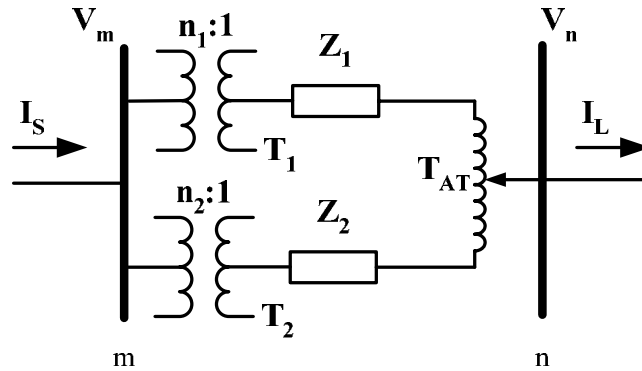 V_m
n_1:1
Z_1
V_n
I_S
I_L
T_1
T_AT
n_2:1
Z_2
T_2
m
n